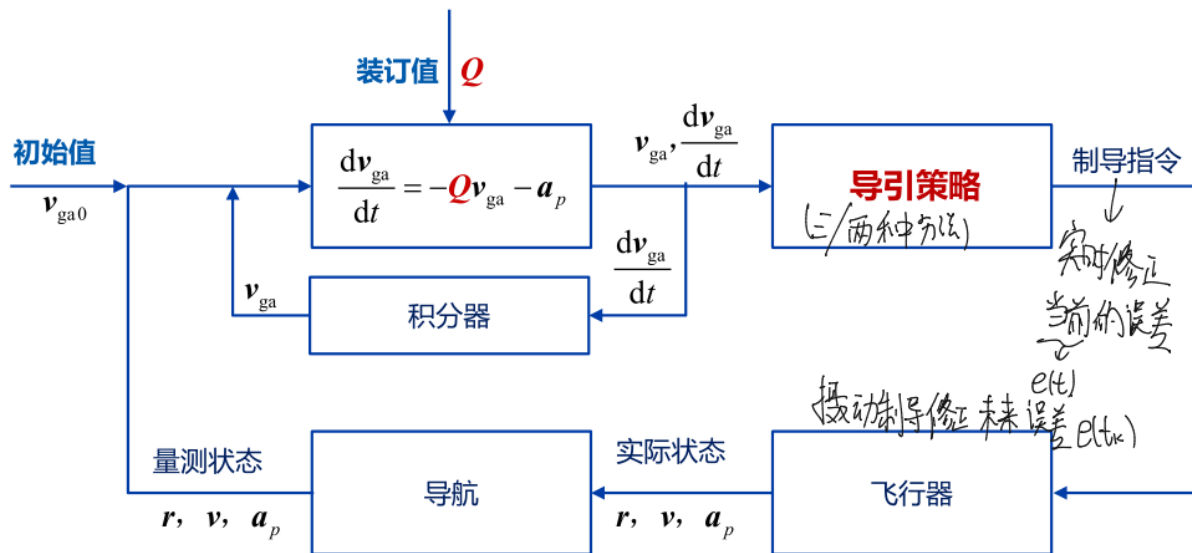 装订值 Q
初始值
v_ga0
dv_ga/dt = -Qv_ga - a_p
v_ga, dv_ga/dt
导引策略
(三/两种方法)
制导指令
实时修正
当前的误差
e(t)
dv_ga/dt
v_ga
积分器
摄动制导修正未来误差 e(t_k)
量测状态
r, v, a_p
导航
实际状态
r, v, a_p
飞行器